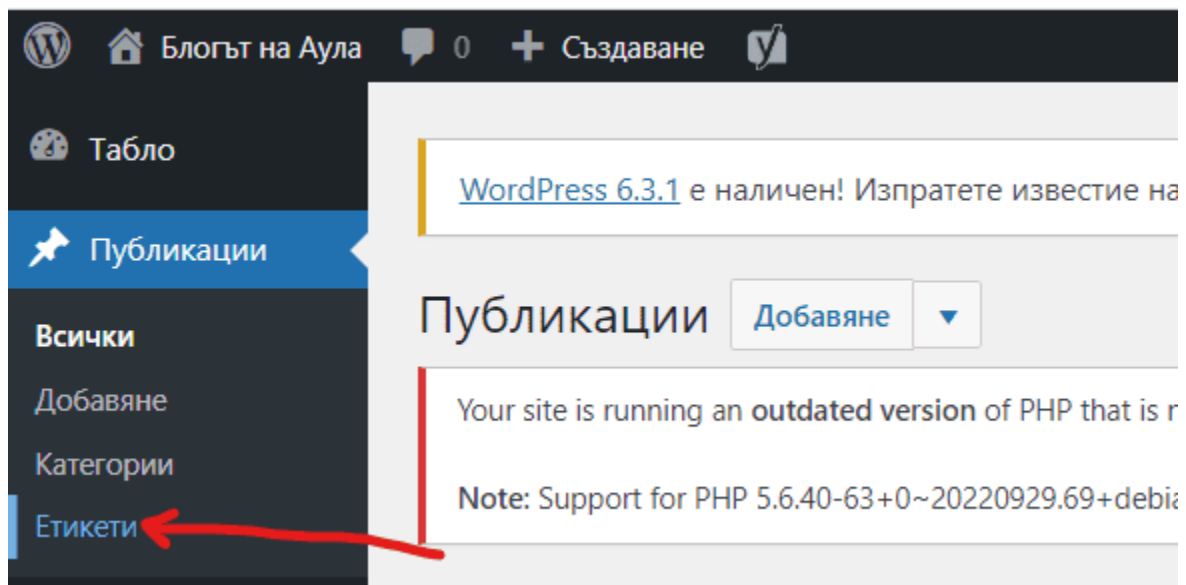 Блогът на Аула 0 Създаване
Табло
WordPress 6.3.1 е наличен! Изпратете известие на
Публикации
Публикации Добавяне
Всички
Добавяне
Your site is running an outdated version of PHP that is
Категории
Note: Support for PHP 5.6.40-63+0~20220929.69+debia
Етикети